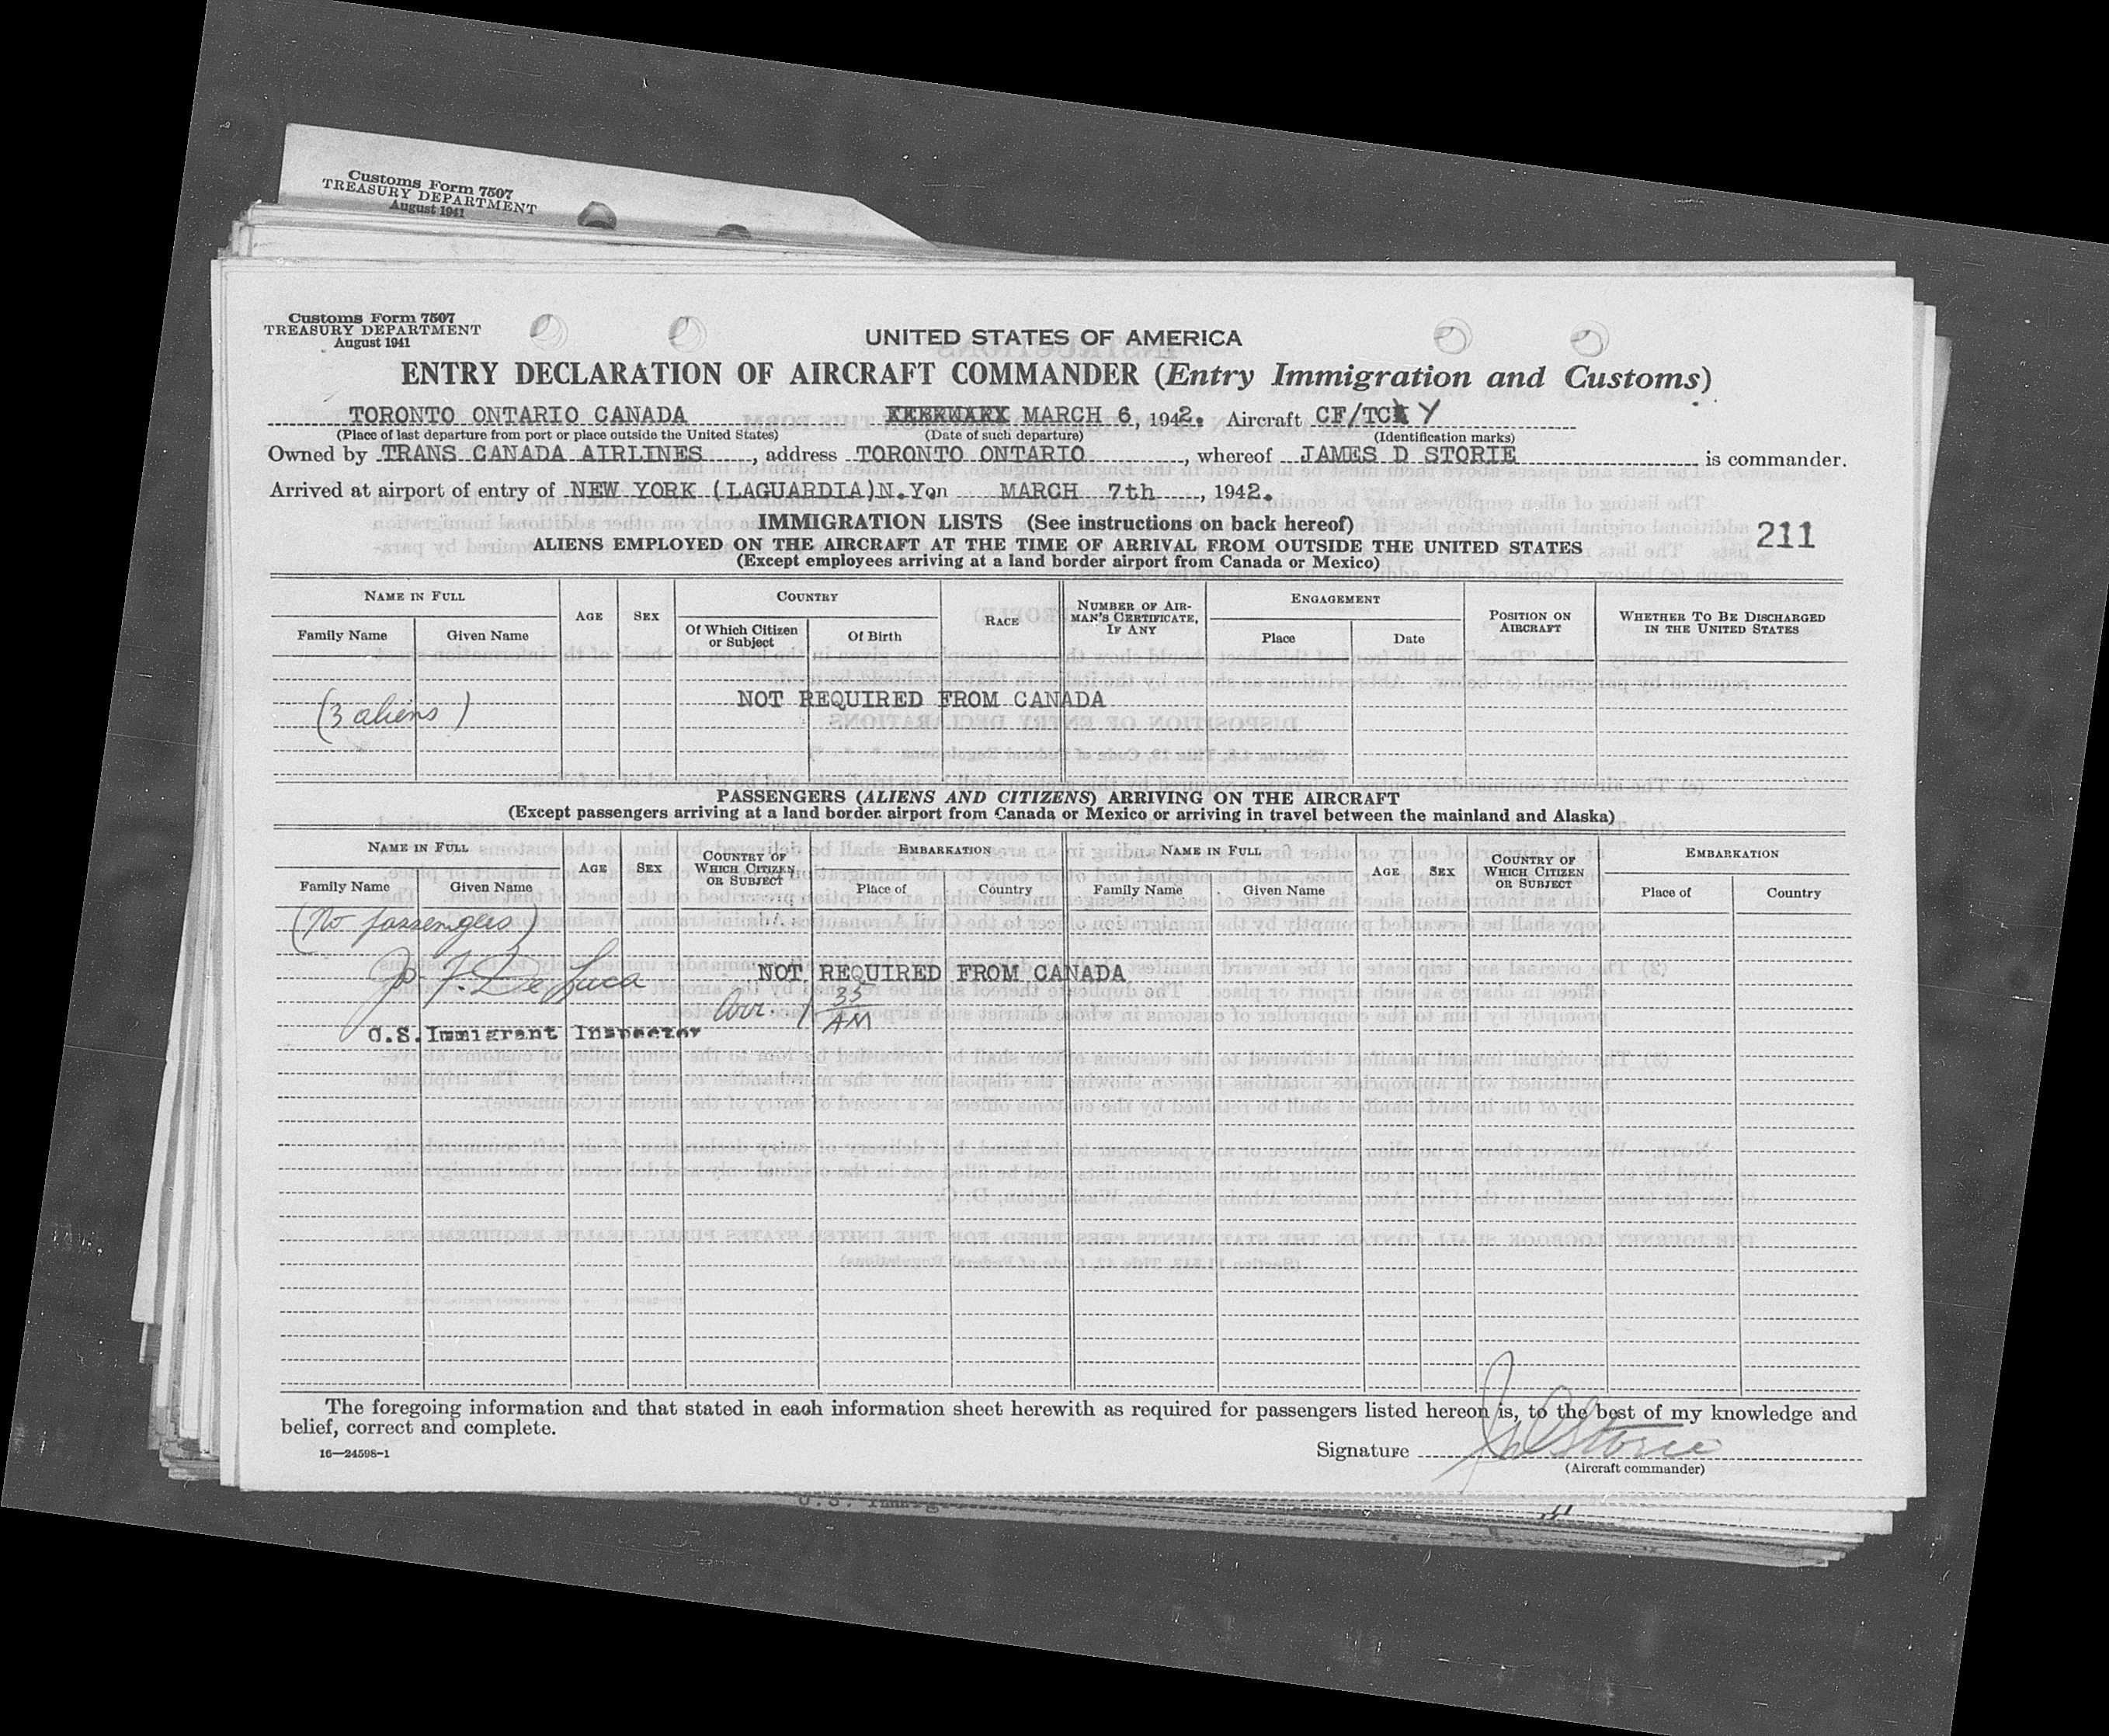 Customs Form 7507
TREASURY DEPARTMENT
August 1941
Customs Form 7507
TREASURY DEPARTMENT
August 1941
UNITED STATES OF AMERICA
ENTRY DECLARATION OF AIRCRAFT COMMANDER (Entry Immigration and Customs)
TORONTO ONTARIO CANADA MARCH 6, 1942. Aircraft CF/TC Y
(Place of last departure from port or place outside the United States) (Date of such departure) (Identification marks)
Owned by TRANS CANADA AIRLINES, address TORONTO ONTARIO, whereof JAMES D STORIE is commander.
Arrived at airport of entry of NEW YORK (LAGUARDIA)N.Y. on MARCH 7th, 1942.
IMMIGRATION LISTS (See instructions on back hereof)
211
ALIENS EMPLOYED ON THE AIRCRAFT AT THE TIME OF ARRIVAL FROM OUTSIDE THE UNITED STATES
(Except employees arriving at a land border airport from Canada or Mexico)
NAME IN FULL AGE SEX COUNTRY RACE NUMBER OF AIRMAN'S CERTIFICATE, IF ANY ENGAGEMENT POSITION ON AIRCRAFT WHETHER TO BE DISCHARGED IN THE UNITED STATES
Family Name Given Name Of Which Citizen or Subject Of Birth Place Date
NOT REQUIRED FROM CANADA
(3 aliens)
PASSENGERS (ALIENS AND CITIZENS) ARRIVING ON THE AIRCRAFT
(Except passengers arriving at a land border airport from Canada or Mexico or arriving in travel between the mainland and Alaska)
NAME IN FULL AGE SEX COUNTRY OF WHICH CITIZEN OR SUBJECT EMBARKATION NAME IN FULL AGE SEX COUNTRY OF WHICH CITIZEN OR SUBJECT EMBARKATION
Family Name Given Name Place of Country Family Name Given Name Place of Country
(No passengers)
Jos. F. De Luca NOT REQUIRED FROM CANADA
Arr. 1 35 AM
U.S. Immigrant Inspector
The foregoing information and that stated in each information sheet herewith as required for passengers listed hereon is, to the best of my knowledge and
belief, correct and complete.
16—24598-1
Signature J D Storie
(Aircraft commander)